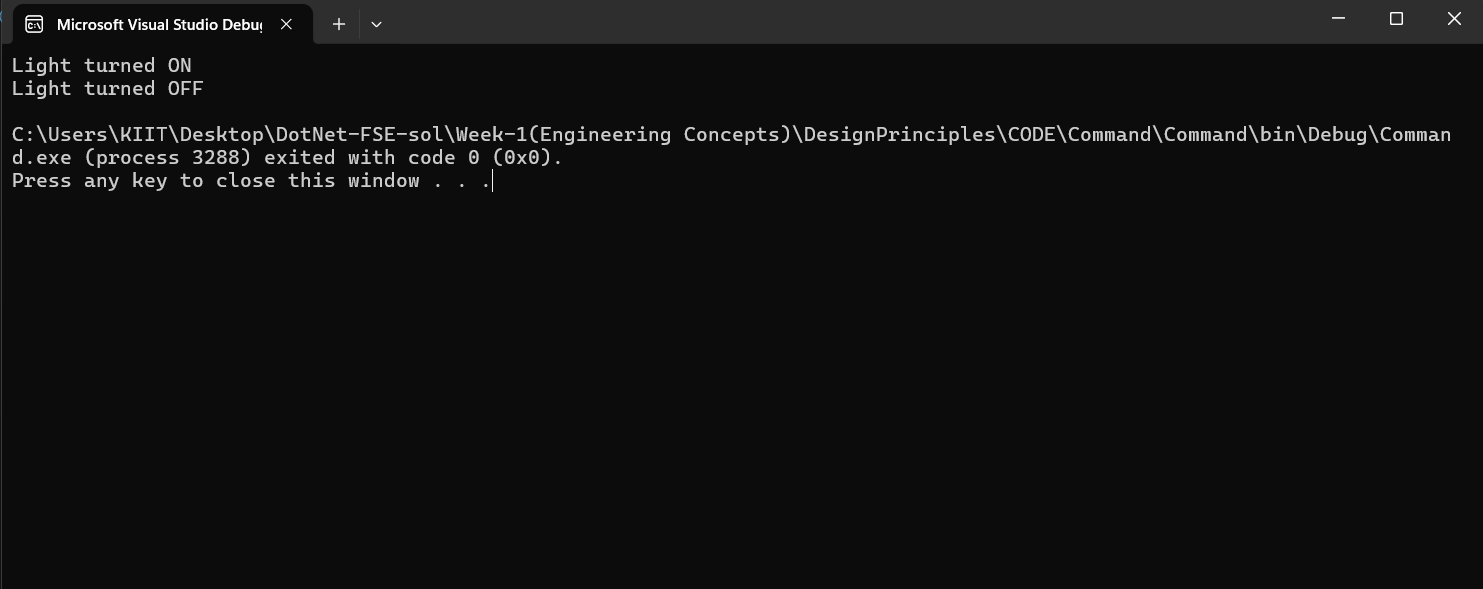 Microsoft Visual Studio Debug
Light turned ON
Light turned OFF
C:\Users\KIIT\Desktop\DotNet-FSE-sol\Week-1(Engineering Concepts)\DesignPrinciples\CODE\Command\Command\bin\Debug\Comman
d.exe (process 3288) exited with code 0 (0x0).
Press any key to close this window . . .